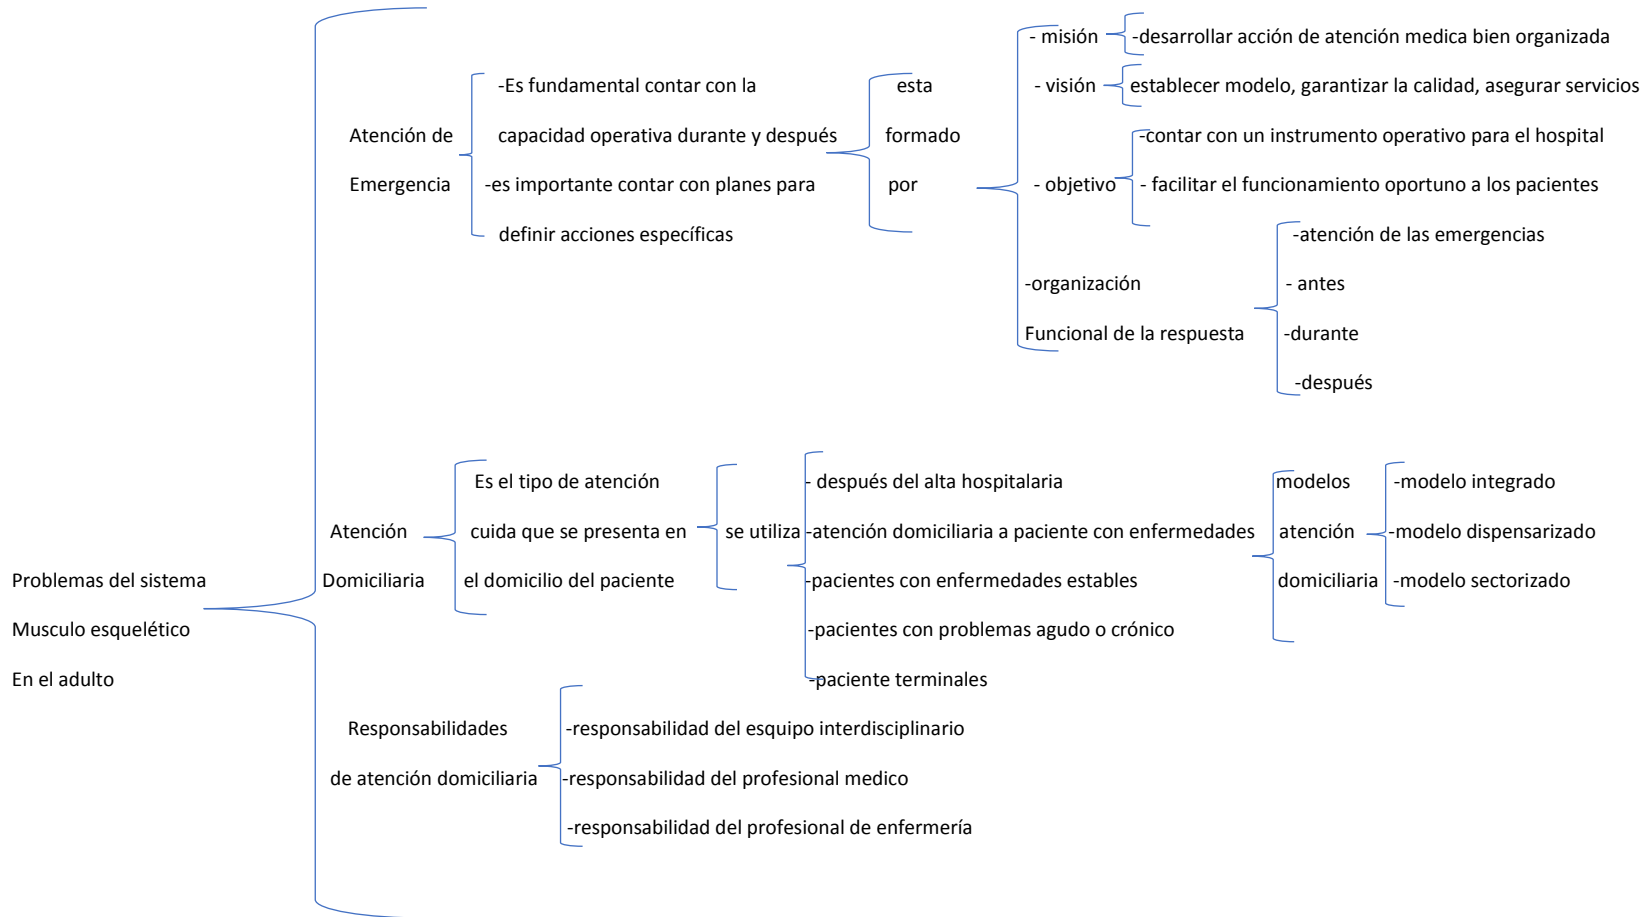 - misión
-desarrollar acción de atención medica bien organizada
-Es fundamental contar con la
esta
- visión
establecer modelo, garantizar la calidad, asegurar servicios
Atención de
capacidad operativa durante y después
formado
-contar con un instrumento operativo para el hospital
Emergencia
-es importante contar con planes para
por
- objetivo
- facilitar el funcionamiento oportuno a los pacientes
definir acciones específicas
-atención de las emergencias
-organización
- antes
Funcional de la respuesta
-durante
-después
Es el tipo de atención
- después del alta hospitalaria
modelos
-modelo integrado
Atención
cuida que se presenta en
se utiliza
-atención domiciliaria a paciente con enfermedades
atención
-modelo dispensarizado
Problemas del sistema
Domiciliaria
el domicilio del paciente
-pacientes con enfermedades estables
domiciliaria
-modelo sectorizado
Musculo esquelético
-pacientes con problemas agudo o crónico
En el adulto
-paciente terminales
Responsabilidades
-responsabilidad del esquipo interdisciplinario
de atención domiciliaria
-responsabilidad del profesional medico
-responsabilidad del profesional de enfermería